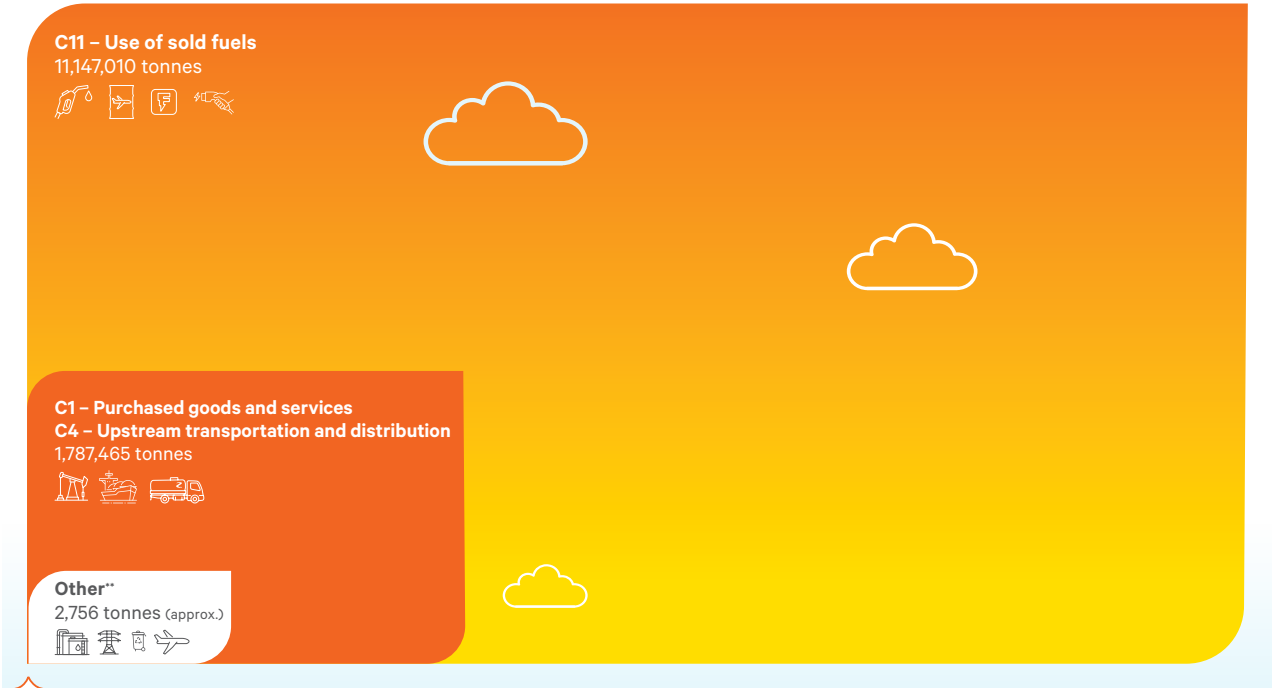 C11 – Use of sold fuels
11,147,010 tonnes
C1 – Purchased goods and services
C4 – Upstream transportation and distribution
1,787,465 tonnes
Other**
2,756 tonnes (approx.)